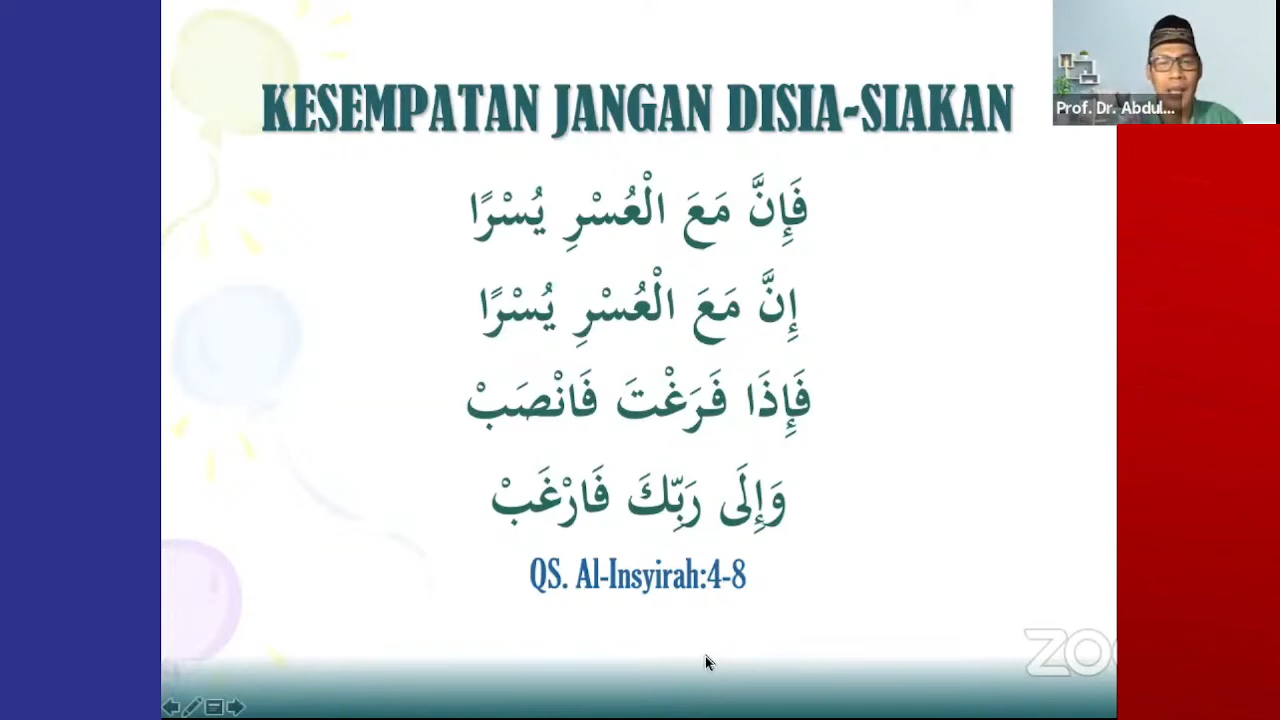 KESEMPATAN JANGAN DISIA-SIAKAN
Prof. Dr. Abdul...
فَإِنَّ مَعَ الْعُسْرِ يُسْرًا
إِنَّ مَعَ الْعُسْرِ يُسْرًا
فَإِذَا فَرَغْتَ فَانْصَبْ
وَإِلَى رَبِّكَ فَارْغَبْ
QS. Al-Insyirah:4-8